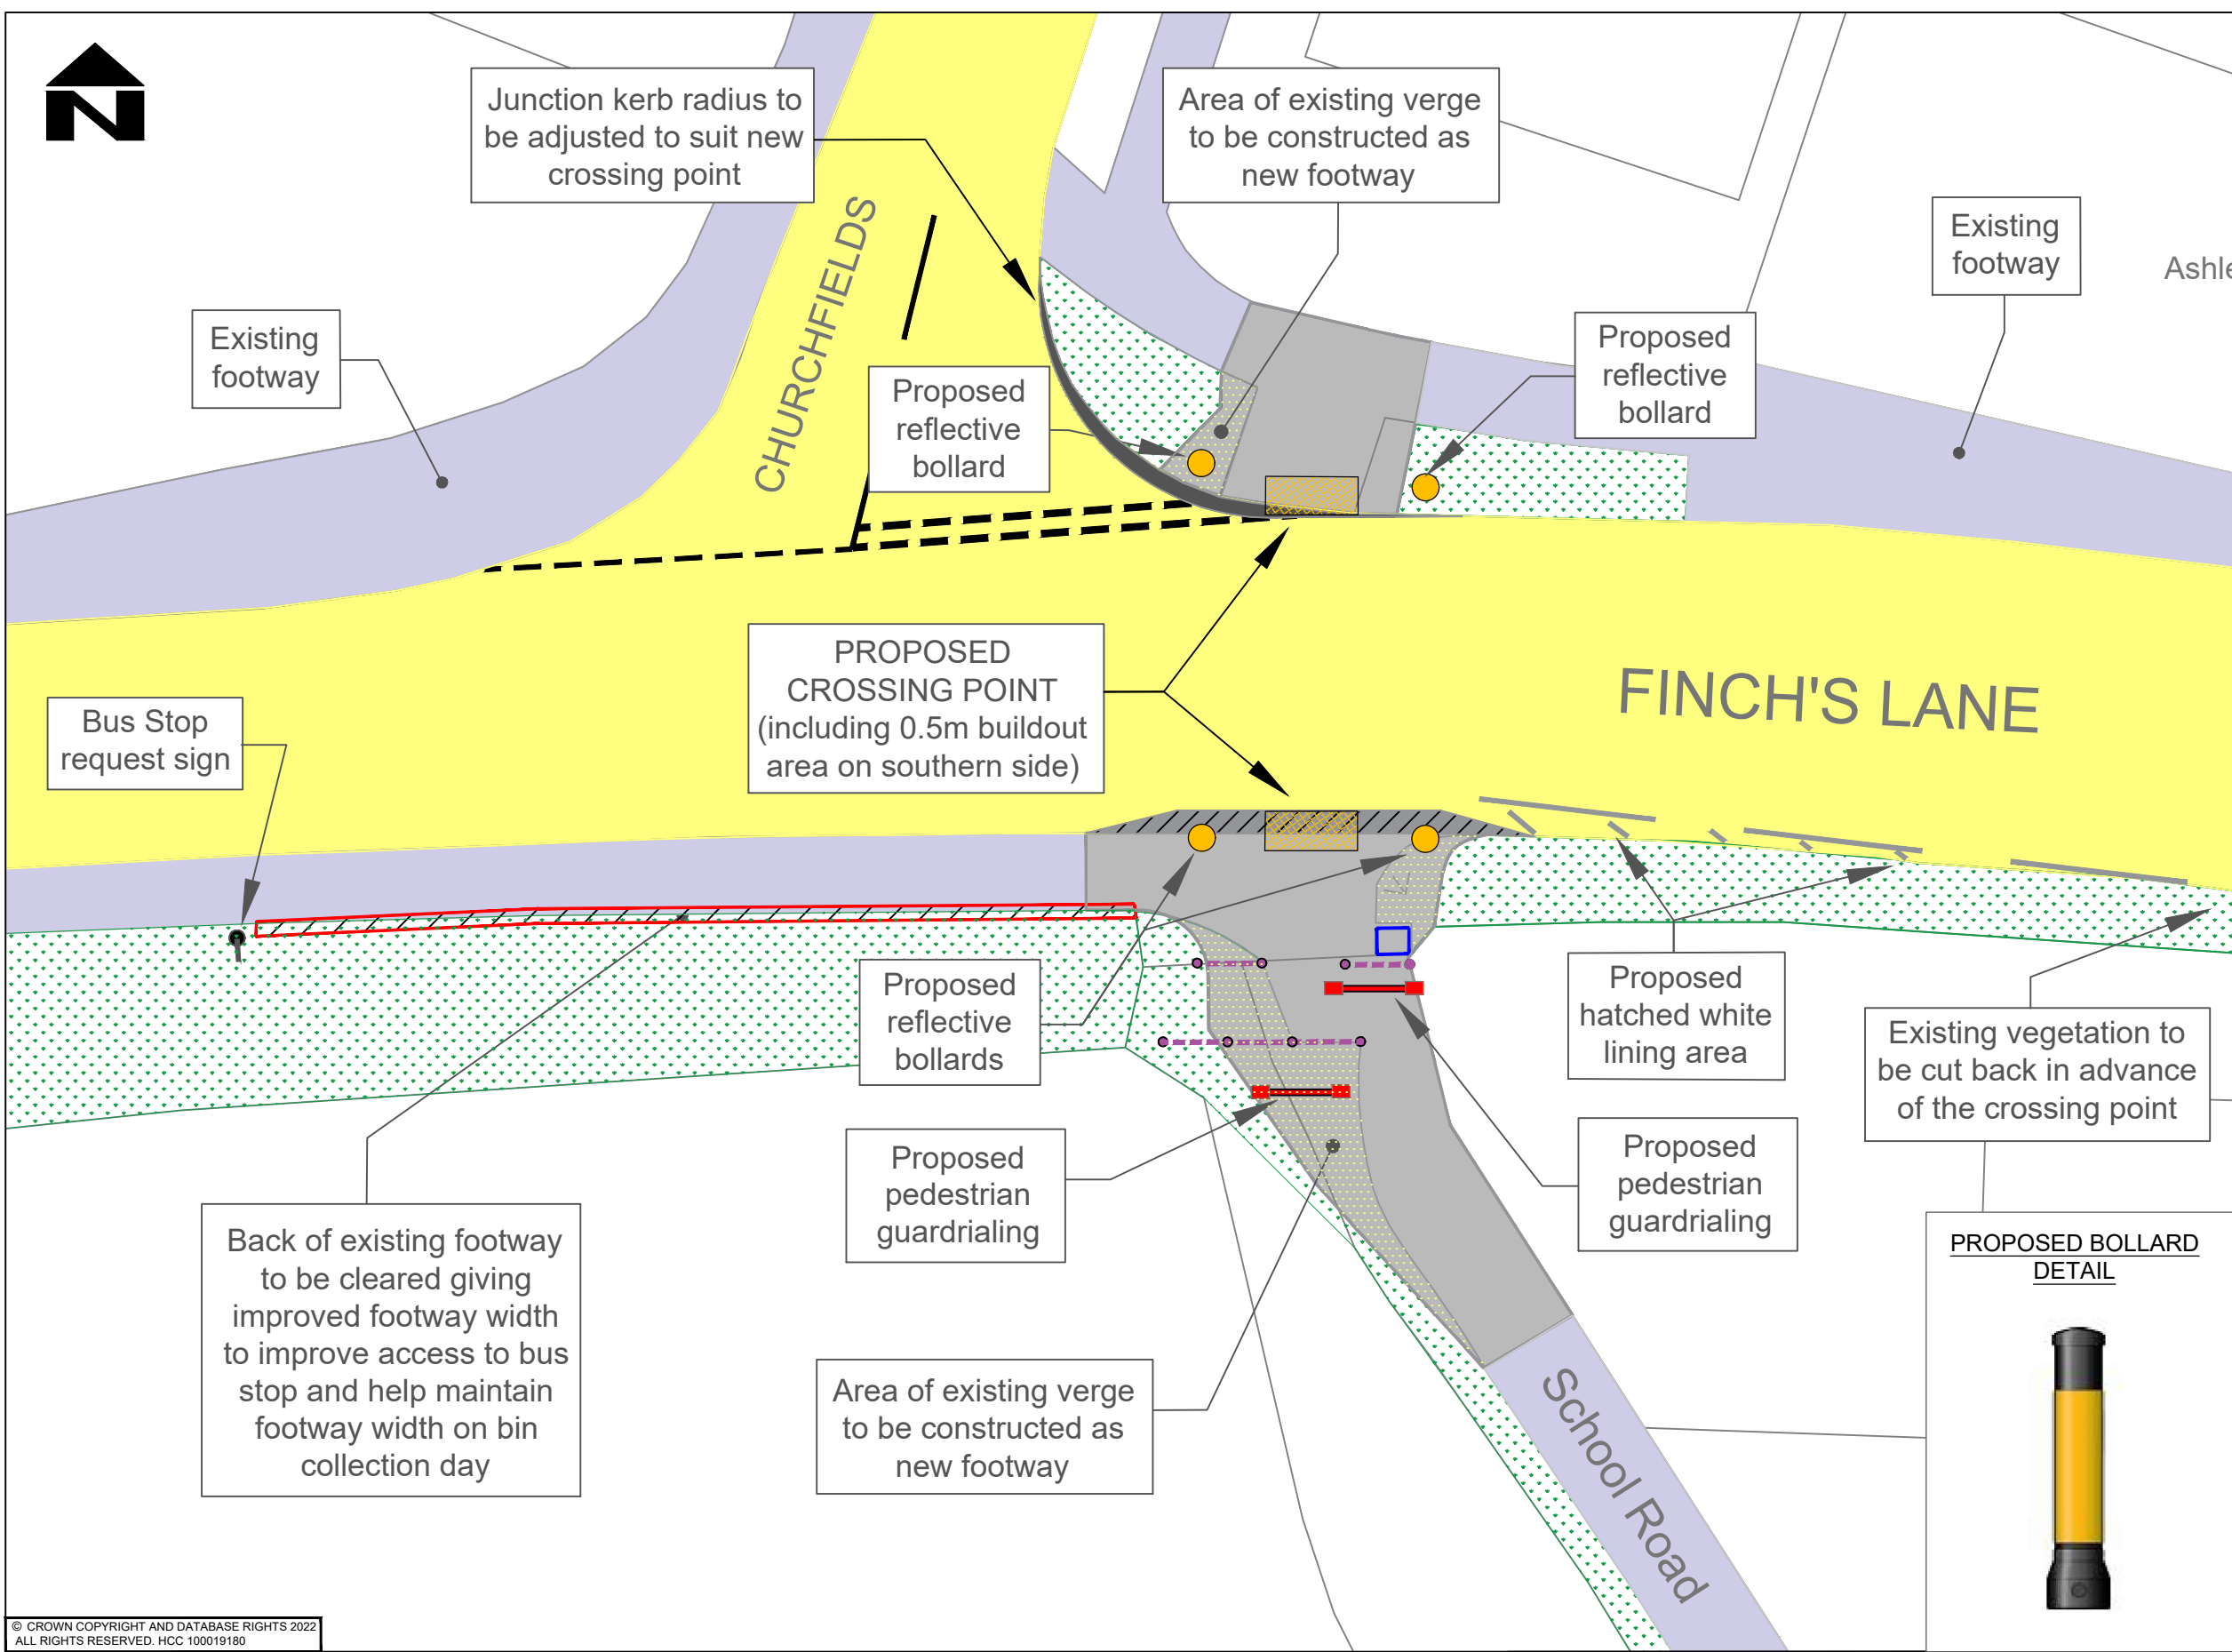 N
Junction kerb radius to
be adjusted to suit new
crossing point
Area of existing verge
to be constructed as
new footway
Existing
footway
Ashle
Existing
footway
CHURCHFIELDS
Proposed
reflective
bollard
Proposed
reflective
bollard
PROPOSED
CROSSING POINT
(including 0.5m buildout
area on southern side)
FINCH'S LANE
Bus Stop
request sign
Proposed
reflective
bollards
Proposed
hatched white
lining area
Existing vegetation to
be cut back in advance
of the crossing point
Proposed
pedestrian
guardrialing
Proposed
pedestrian
guardrialing
Back of existing footway
to be cleared giving
improved footway width
to improve access to bus
stop and help maintain
footway width on bin
collection day
Area of existing verge
to be constructed as
new footway
School Road
PROPOSED BOLLARD
DETAIL
© CROWN COPYRIGHT AND DATABASE RIGHTS 2022
ALL RIGHTS RESERVED. HCC 100019180